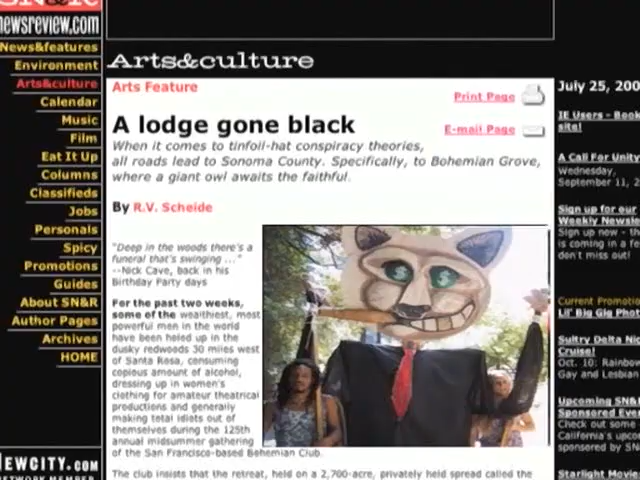 SN&R
newsreview.com
News&features
Environment
Arts&culture
Calendar
Music
Film
Eat It Up
Columns
Classifieds
Jobs
Personals
Spicy
Promotions
Guides
About SN&R
Author Pages
Archives
HOME
NEWCITY.COM
NETWORK MEMBER
Arts&culture
Arts Feature
Print Page
E-mail Page
A lodge gone black
When it comes to tinfoil-hat conspiracy theories,
all roads lead to Sonoma County. Specifically, to Bohemian Grove,
where a giant owl awaits the faithful.
By R.V. Scheide
"Deep in the woods there's a
funeral that's swinging ..."
--Nick Cave, back in his
Birthday Party days
For the past two weeks,
some of the wealthiest, most
powerful men in the world
have been holed up in the
dusky redwoods 30 miles west
of Santa Rosa, consuming
copious amount of alcohol,
dressing up in women's
clothing for amateur theatrical
productions and generally
making total idiots out of
themselves during the 125th
annual midsummer gathering
of the San Francisco-based Bohemian Club.
The club insists that the retreat, held on a 2,700-acre, privately held spread called the
July 25, 200
IE Users - Book
site!
A Call For Unity
Wednesday,
September 11, 2
Sign up for our
Weekly Newsle
Sign up now - th
is coming in a fe
don't miss out!
Current Promotio
Lil' Big Gig Phot
Sultry Delta Nic
Cruise!
Oct. 10: Rainbow
Gay and Lesbian
Upcoming SN&
Sponsored Even
Check out some
California's upcom
sponsored by SN
Starlight Movie